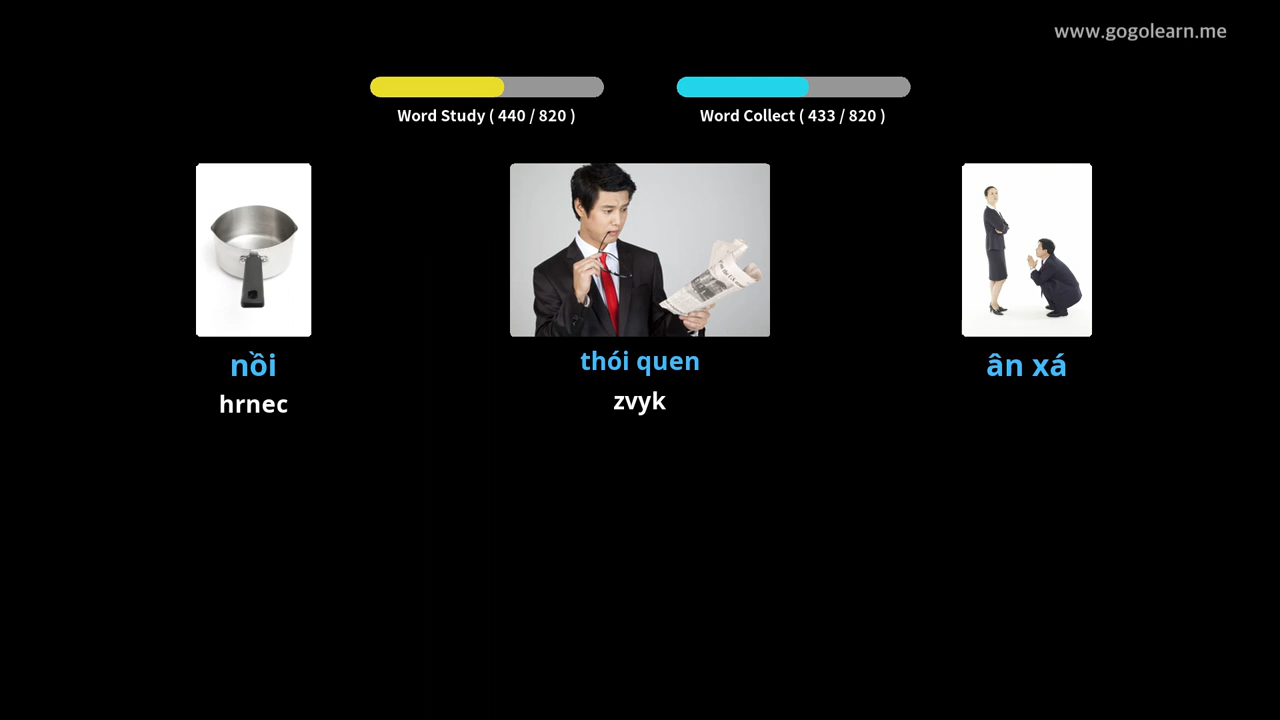 www.gogolearn.me
Word Study ( 440 / 820 )
Word Collect ( 433 / 820 )
nồi
hrnec
thói quen
zvyk
ân xá